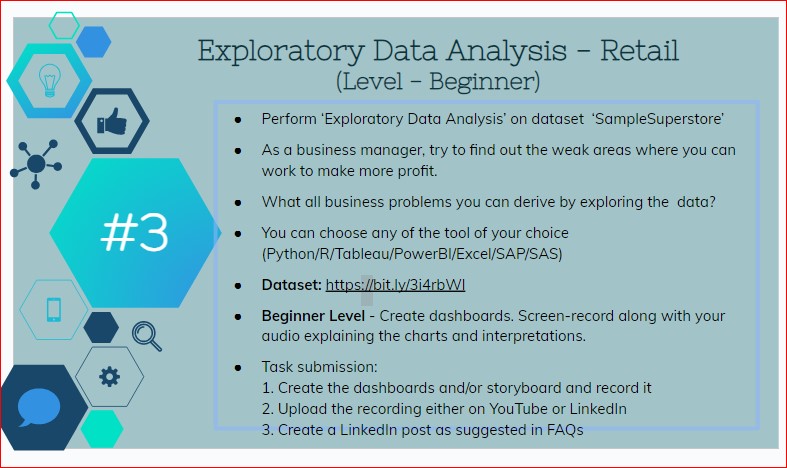 Exploratory Data Analysis - Retail
(Level - Beginner)
#3
● Perform ‘Exploratory Data Analysis’ on dataset ‘SampleSuperstore’
● As a business manager, try to find out the weak areas where you can
work to make more profit.
● What all business problems you can derive by exploring the data?
● You can choose any of the tool of your choice
(Python/R/Tableau/PowerBI/Excel/SAP/SAS)
● Dataset: https://bit.ly/3i4rbWl
● Beginner Level - Create dashboards. Screen-record along with your
audio explaining the charts and interpretations.
● Task submission:
1. Create the dashboards and/or storyboard and record it
2. Upload the recording either on YouTube or LinkedIn
3. Create a LinkedIn post as suggested in FAQs